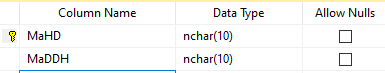 Column Name Data Type Allow Nulls
MaHD nchar(10)
MaDDH nchar(10)